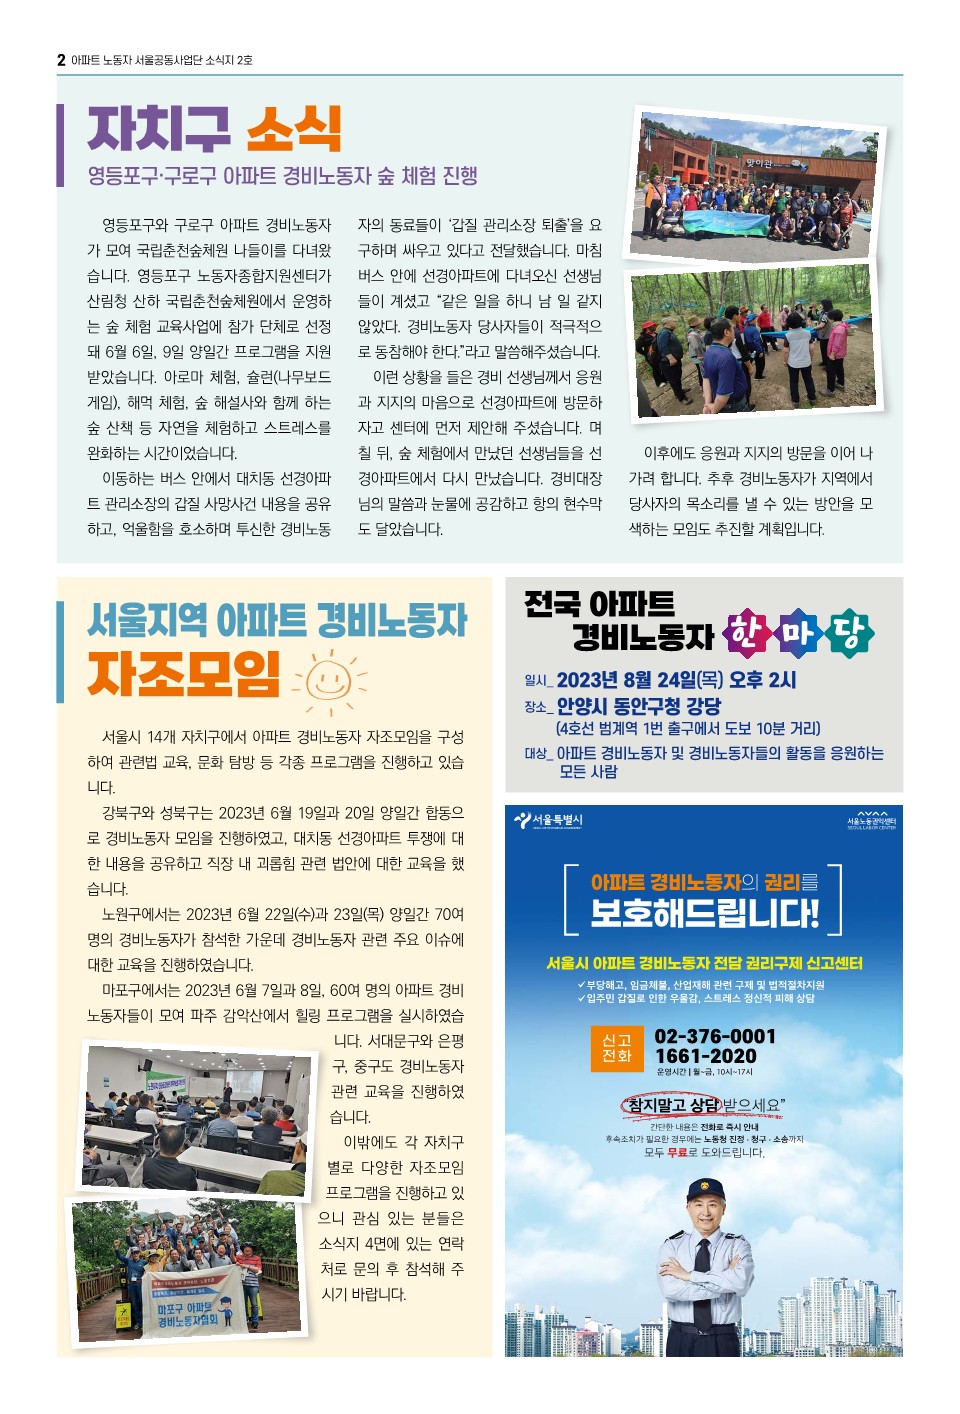 2 아파트 노동자 서울공동사업단 소식지 2호
자치구 소식
영등포구·구로구 아파트 경비노동자 숲 체험 진행
영등포구와 구로구 아파트 경비노동자
가 모여 국립춘천숲체원 나들이를 다녀왔
습니다. 영등포구 노동자종합지원센터가
산림청 산하 국립춘천숲체원에서 운영하
는 숲 체험 교육사업에 참가 단체로 선정
돼 6월 6일, 9일 양일간 프로그램을 지원
받았습니다. 아로마 체험, 슐런(나무보드
게임), 해먹 체험, 숲 해설사와 함께 하는
숲 산책 등 자연을 체험하고 스트레스를
완화하는 시간이었습니다.
이동하는 버스 안에서 대치동 선경아파
트 관리소장의 갑질 사망사건 내용을 공유
하고, 억울함을 호소하며 투신한 경비노동
자의 동료들이 ‘갑질 관리소장 퇴출’을 요
구하며 싸우고 있다고 전달했습니다. 마침
버스 안에 선경아파트에 다녀오신 선생님
들이 계셨고 “같은 일을 하니 남 일 같지
않았다. 경비노동자 당사자들이 적극적으
로 동참해야 한다.”라고 말씀해주셨습니다.
이런 상황을 들은 경비 선생님께서 응원
과 지지의 마음으로 선경아파트에 방문하
자고 센터에 먼저 제안해 주셨습니다. 며
칠 뒤, 숲 체험에서 만났던 선생님들을 선
경아파트에서 다시 만났습니다. 경비대장
님의 말씀과 눈물에 공감하고 항의 현수막
도 달았습니다.
맞이관
이후에도 응원과 지지의 방문을 이어 나
가려 합니다. 추후 경비노동자가 지역에서
당사자의 목소리를 낼 수 있는 방안을 모
색하는 모임도 추진할 계획입니다.
서울지역 아파트 경비노동자
자조모임
서울시 14개 자치구에서 아파트 경비노동자 자조모임을 구성
하여 관련법 교육, 문화 탐방 등 각종 프로그램을 진행하고 있습
니다.
강북구와 성북구는 2023년 6월 19일과 20일 양일간 합동으
로 경비노동자 모임을 진행하였고, 대치동 선경아파트 투쟁에 대
한 내용을 공유하고 직장 내 괴롭힘 관련 법안에 대한 교육을 했
습니다.
노원구에서는 2023년 6월 22일(수)과 23일(목) 양일간 70여
명의 경비노동자가 참석한 가운데 경비노동자 관련 주요 이슈에
대한 교육을 진행하였습니다.
마포구에서는 2023년 6월 7일과 8일, 60여 명의 아파트 경비
노동자들이 모여 파주 감악산에서 힐링 프로그램을 실시하였습
니다. 서대문구와 은평
구, 중구도 경비노동자
관련 교육을 진행하였
습니다.
이밖에도 각 자치구
별로 다양한 자조모임
프로그램을 진행하고 있
으니 관심 있는 분들은
소식지 4면에 있는 연락
처로 문의 후 참석해 주
시기 바랍니다.
마포구 아파트
경비노동자협회
전국 아파트
경비노동자 한마당
일시_ 2023년 8월 24일(목) 오후 2시
장소_ 안양시 동안구청 강당
(4호선 범계역 1번 출구에서 도보 10분 거리)
대상_ 아파트 경비노동자 및 경비노동자들의 활동을 응원하는
모든 사람
서울특별시
서울노동권익센터
SEOUL LABOR CENTER
아파트 경비노동자의 권리를
보호해드립니다!
서울시 아파트 경비노동자 전담 권리구제 신고센터
✓부당해고, 임금체불, 산업재해 관련 구제 및 법적절차지원
✓입주민 갑질로 인한 우울감, 스트레스 정신적 피해 상담
신고
전화
02-376-0001
1661-2020
운영시간 | 월~금, 10시~17시
“참지말고 상담받으세요”
간단한 내용은 전화로 즉시 안내
후속조치가 필요한 경우에는 노동청 진정 · 청구 · 소송까지
모두 무료로 도와드립니다.